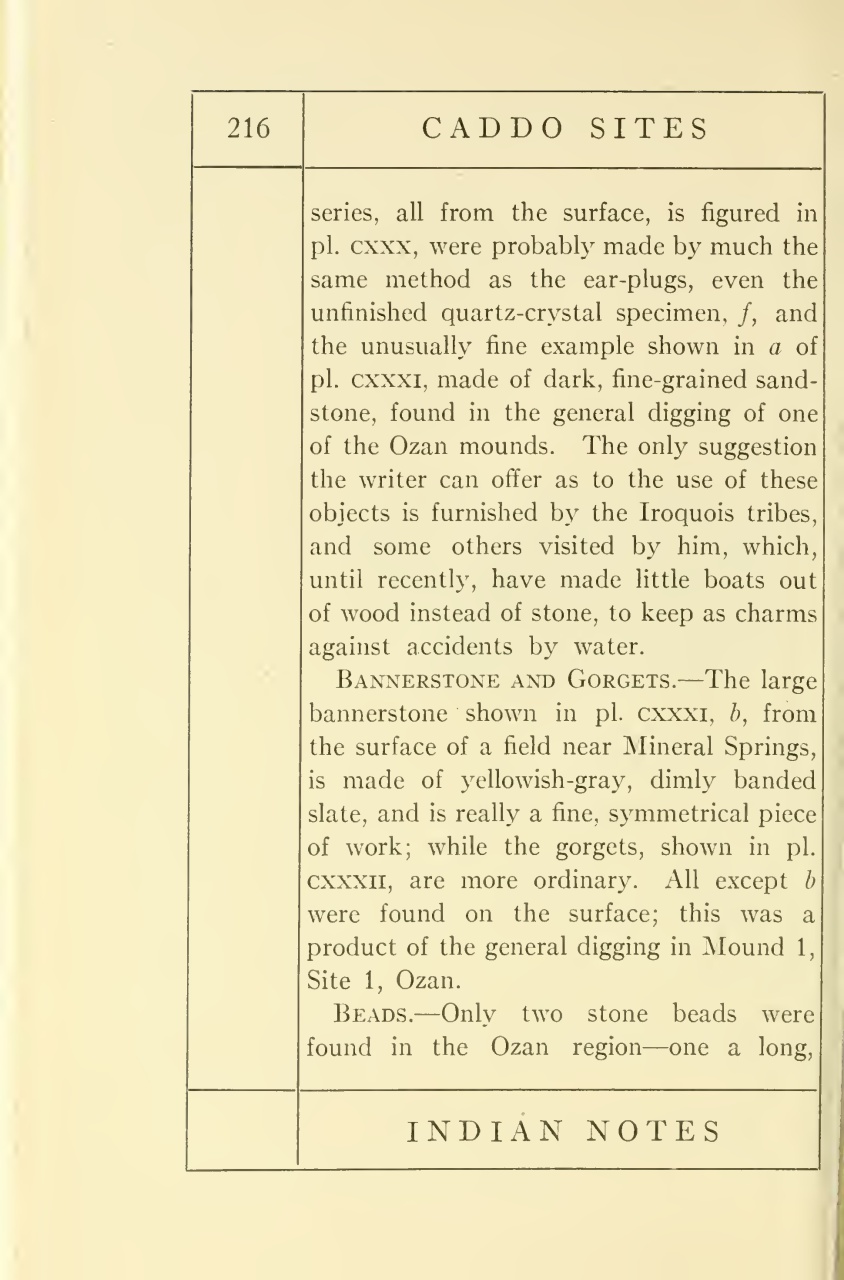 216
CADDO SITES
series, all from the surface, is figured in
pl. CXXX, were probably made by much the
same method as the ear-plugs, even the
unfinished quartz-crystal specimen, f, and
the unusually fine example shown in a of
pl. CXXXI, made of dark, fine-grained sand-
stone, found in the general digging of one
of the Ozan mounds. The only suggestion
the writer can offer as to the use of these
objects is furnished by the Iroquois tribes,
and some others visited by him, which,
until recently, have made little boats out
of wood instead of stone, to keep as charms
against accidents by water.
BANNERSTONE AND GORGETS.—The large
bannerstone shown in pl. CXXXI, b, from
the surface of a field near Mineral Springs,
is made of yellowish-gray, dimly banded
slate, and is really a fine, symmetrical piece
of work; while the gorgets, shown in pl.
CXXXII, are more ordinary. All except b
were found on the surface; this was a
product of the general digging in Mound 1,
Site 1, Ozan.
BEADS.—Only two stone beads were
found in the Ozan region—one a long,
INDIAN NOTES